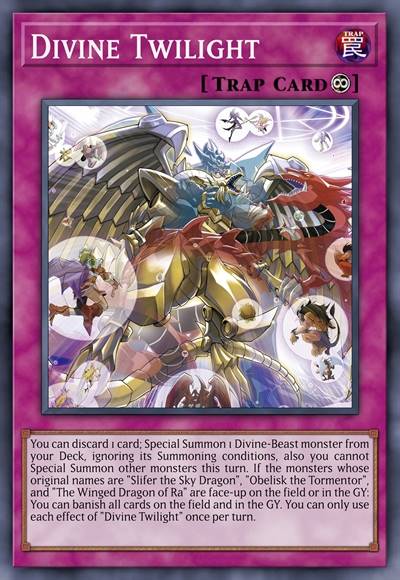 Divine Twilight
TRAP
罠
[Trap Card]
You can discard 1 card; Special Summon 1 Divine-Beast monster from
your Deck, ignoring its Summoning conditions, also you cannot
Special Summon other monsters this turn. If the monsters whose
original names are "Slifer the Sky Dragon", "Obelisk the Tormentor",
and "The Winged Dragon of Ra" are face-up on the field or in the GY:
You can banish all cards on the field and in the GY. You can only use
each effect of "Divine Twilight" once per turn.